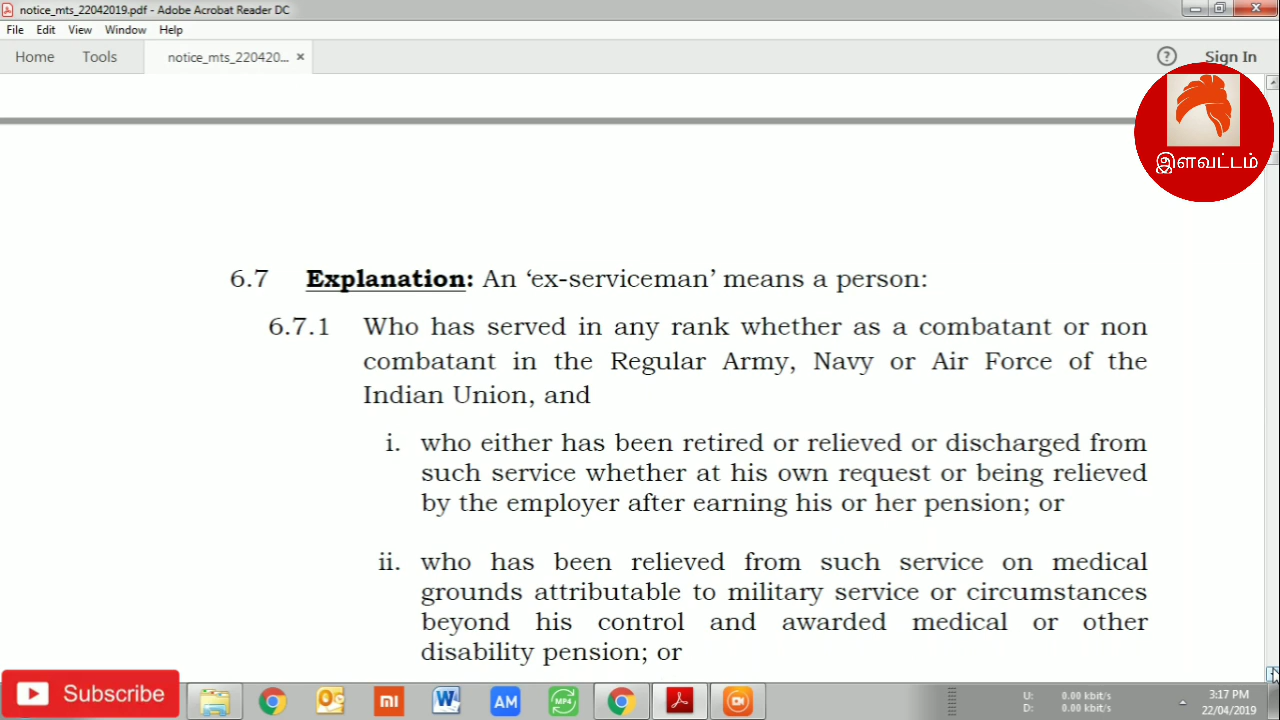 notice_mts_22042019.pdf - Adobe Acrobat Reader DC
File Edit View Window Help
Home Tools notice_mts_220420... × ? Sign In
இளவட்டம்
6.7 Explanation: An ‘ex-serviceman’ means a person:
6.7.1 Who has served in any rank whether as a combatant or non
combatant in the Regular Army, Navy or Air Force of the
Indian Union, and
i. who either has been retired or relieved or discharged from
such service whether at his own request or being relieved
by the employer after earning his or her pension; or
ii. who has been relieved from such service on medical
grounds attributable to military service or circumstances
beyond his control and awarded medical or other
disability pension; or
Subscribe
mi
W
AM
MP4
U: 0.00 kbit/s
D: 0.00 kbit/s
3:17 PM
22/04/2019